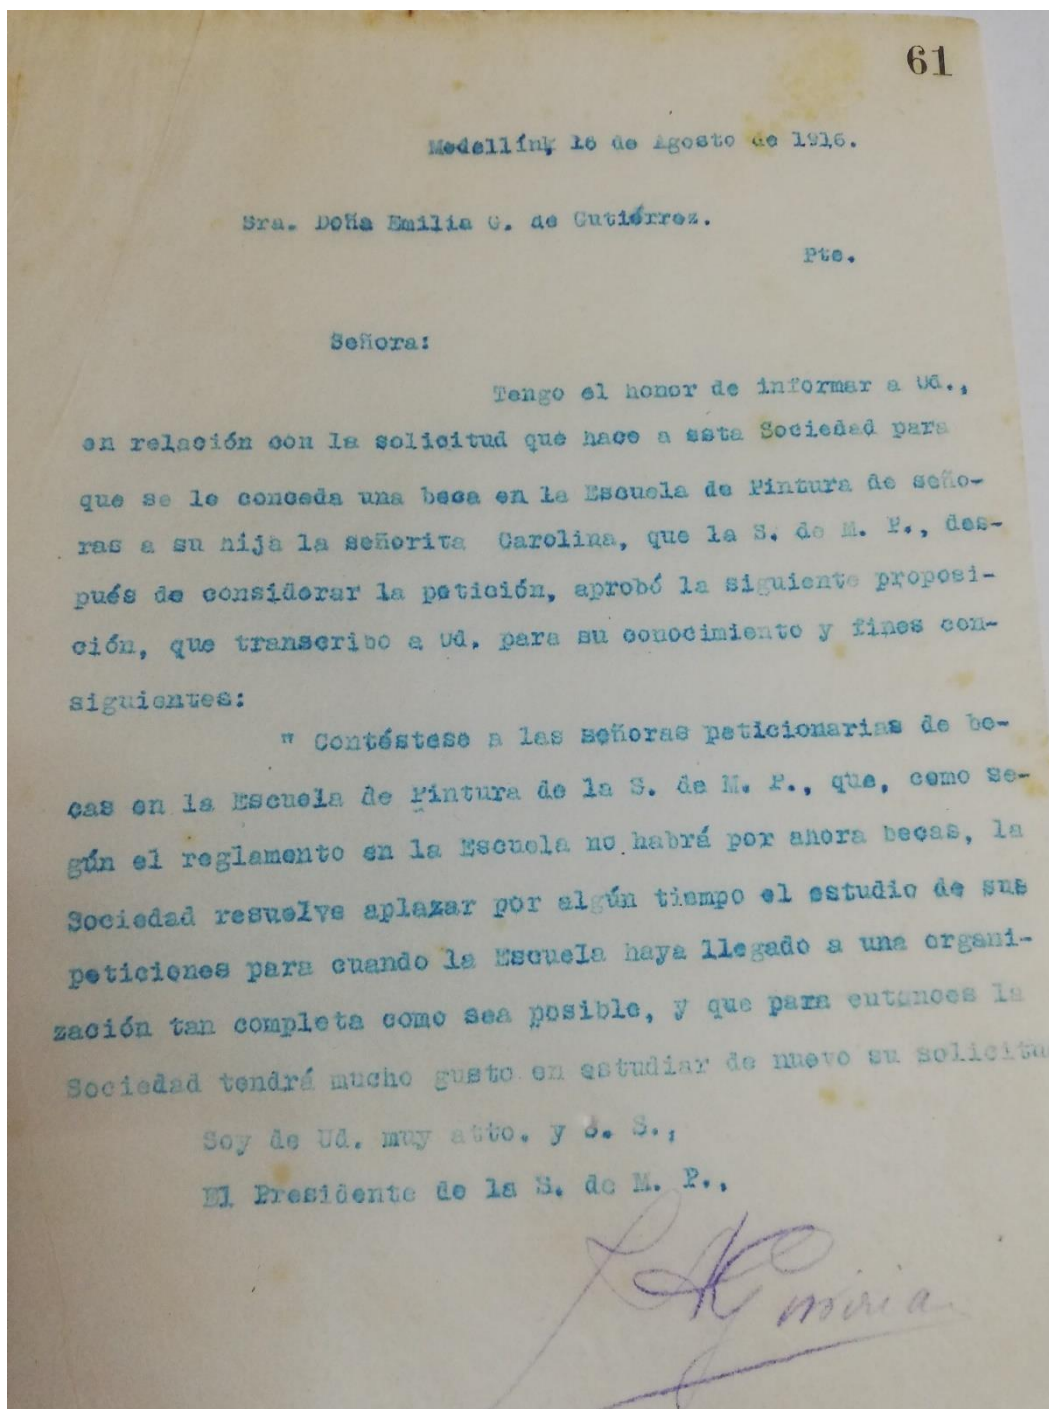 61
Medellín, 16 de Agosto de 1916.
Sra. Doña Emilia G. de Gutiérrez.
Pte.
Señora:
Tengo el honor de informar a Ud.,
en relación con la solicitud que hace a esta Sociedad para
que se le conceda una beca en la Escuela de Pintura de seño-
ras a su hija la señorita Carolina, que la S. de M. P., des-
pués de considerar la petición, aprobó la siguiente proposi-
ción, que transcribo a Ud. para su conocimiento y fines con-
siguientes:
" Contéstese a las señoras peticionarias de be-
cas en la Escuela de Pintura de la S. de M. P., que, como se-
gún el reglamento en la Escuela no habrá por ahora becas, la
Sociedad resuelve aplazar por algún tiempo el estudio de sus
peticiones para cuando la Escuela haya llegado a una organi-
zación tan completa como sea posible, y que para entonces la
Sociedad tendrá mucho gusto en estudiar de nuevo su solicitu
Soy de Ud. muy atto. y S. S.,
El Presidente de la S. de M. P.,